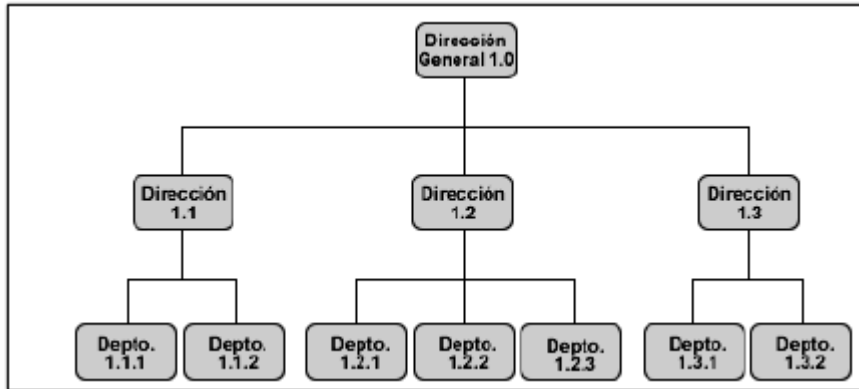 Dirección
General 1.0
Dirección
1.1
Dirección
1.2
Dirección
1.3
Depto.
1.1.1
Depto.
1.1.2
Depto.
1.2.1
Depto.
1.2.2
Depto.
1.2.3
Depto.
1.3.1
Depto.
1.3.2